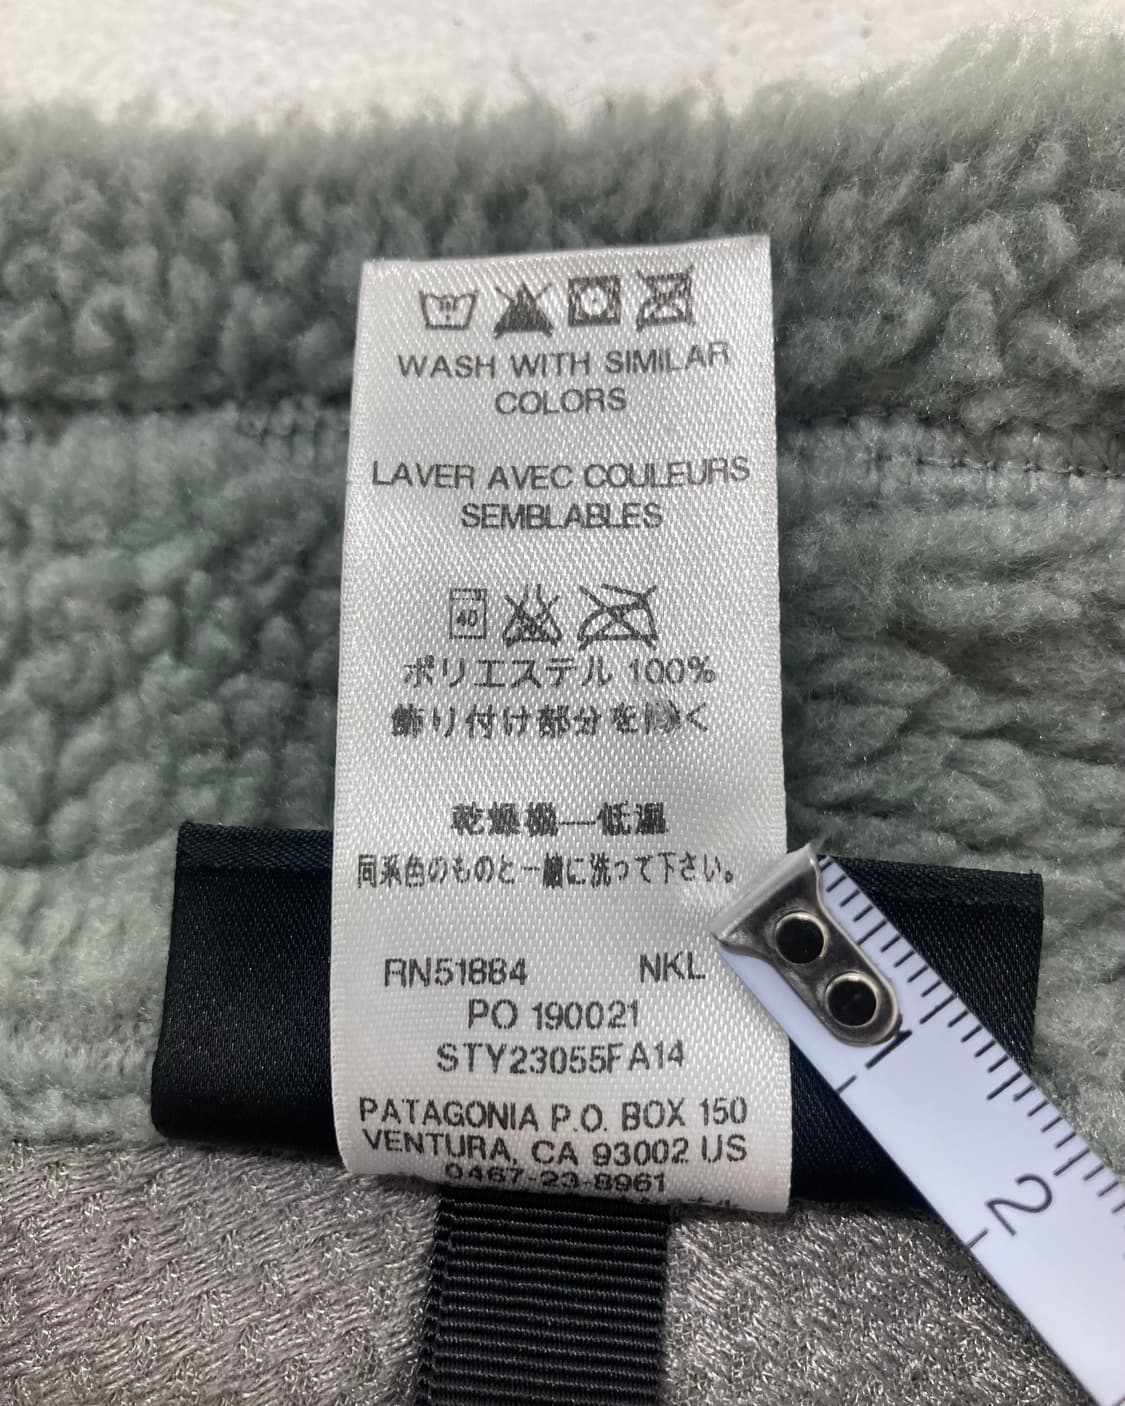 WASH WITH SIMILAR
COLORS
LAVER AVEC COULEURS
SEMBLABLES
40
ポリエステル 100%
飾り付け部分を除く
乾燥機—低温
同系色のものと一緒に洗って下さい。
RN51884 NKL
PO 190021
STY23055FA14
PATAGONIA P.O. BOX 150
VENTURA, CA 93002 US
0467-23-8961
1
2